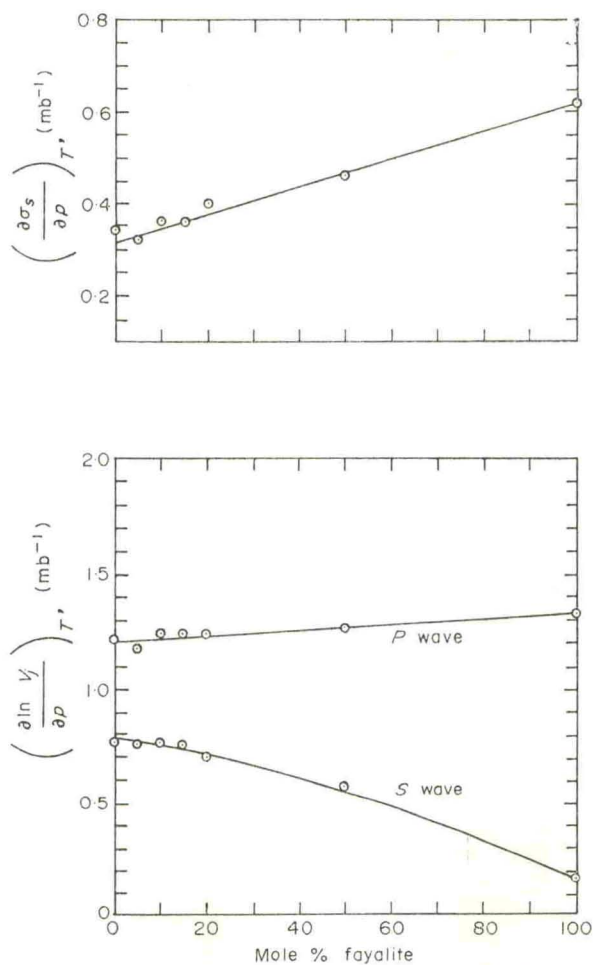 0·8
0·6
0·4
0·2
(∂σs/∂p)T, (mb−1)
2·0
1·5
1·0
0·5
0
(∂ ln Vj/∂p)T, (mb−1)
P wave
S wave
0 20 40 60 80 100
Mole % fayalite